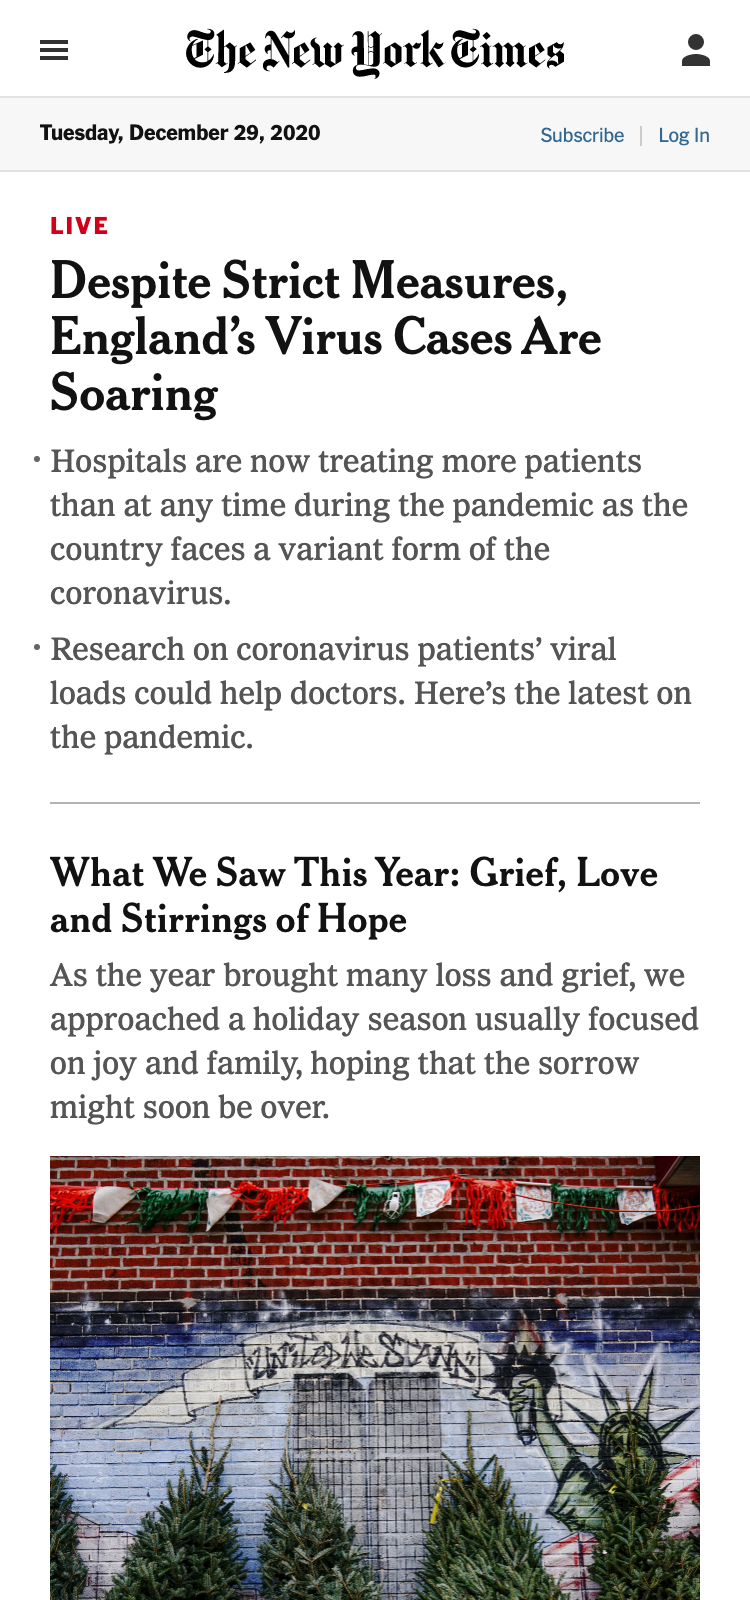 The New York Times
Tuesday, December 29, 2020
Subscribe | Log In
LIVE
Despite Strict Measures,
England’s Virus Cases Are
Soaring
• Hospitals are now treating more patients
than at any time during the pandemic as the
country faces a variant form of the
coronavirus.
• Research on coronavirus patients’ viral
loads could help doctors. Here’s the latest on
the pandemic.
What We Saw This Year: Grief, Love
and Stirrings of Hope
As the year brought many loss and grief, we
approached a holiday season usually focused
on joy and family, hoping that the sorrow
might soon be over.
"UNITED WE STAND"